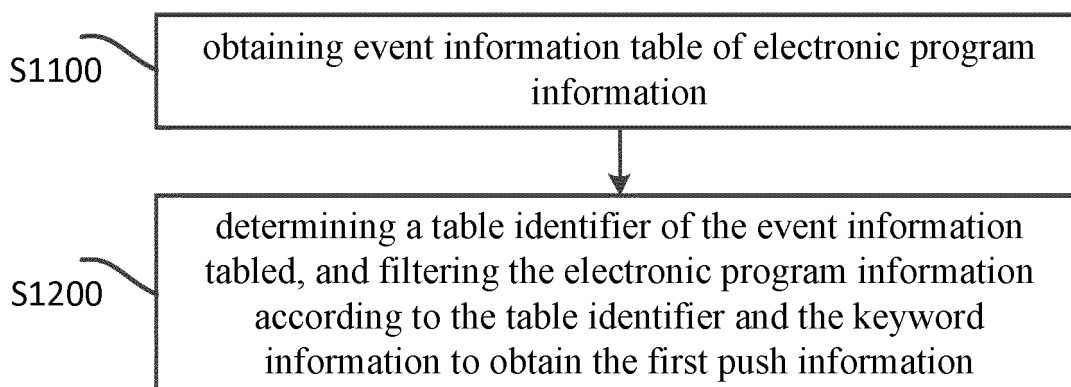 obtaining event information table of electronic program
information
S1100
determining a table identifier of the event information
tabled, and filtering the electronic program information
according to the table identifier and the keyword
information to obtain the first push information
S1200